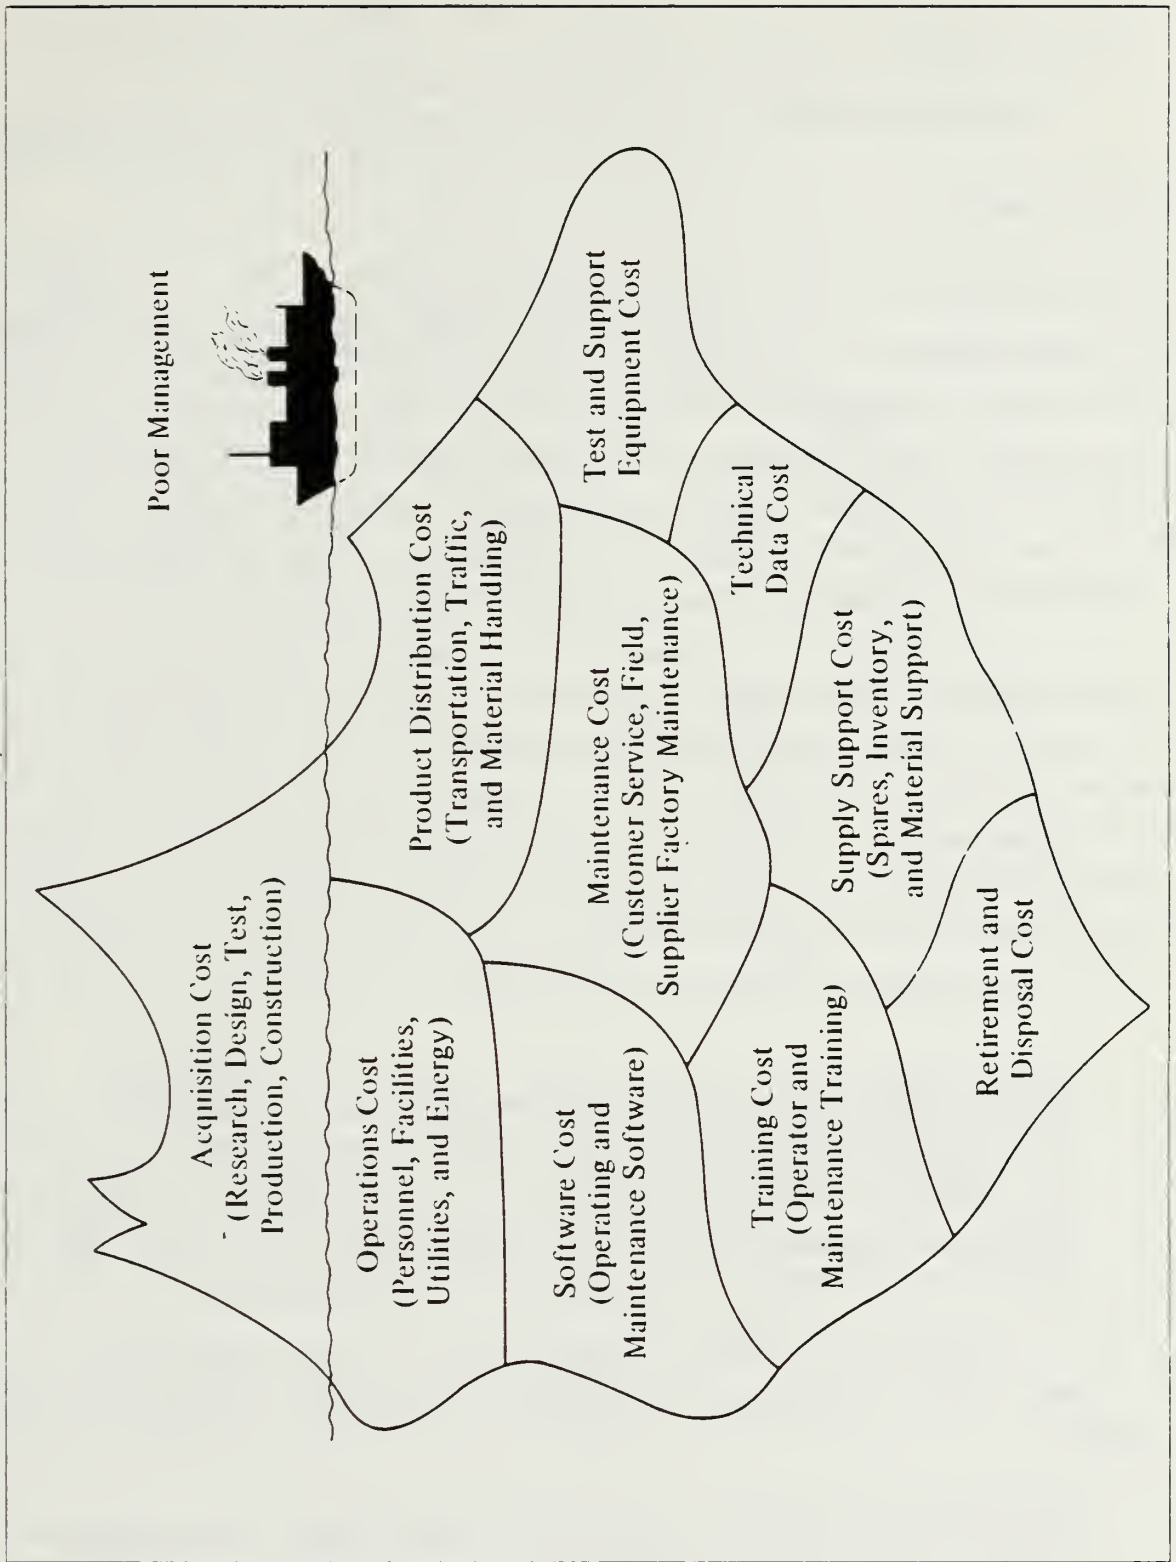 Poor Management
Acquisition Cost
(Research, Design, Test,
Production, Construction)
Operations Cost
(Personnel, Facilities,
Utilities, and Energy)
Product Distribution Cost
(Transportation, Traffic,
and Material Handling)
Software Cost
(Operating and
Maintenance Software)
Maintenance Cost
(Customer Service, Field,
Supplier Factory Maintenance)
Test and Support
Equipment Cost
Training Cost
(Operator and
Maintenance Training)
Technical
Data Cost
Supply Support Cost
(Spares, Inventory,
and Material Support)
Retirement and
Disposal Cost